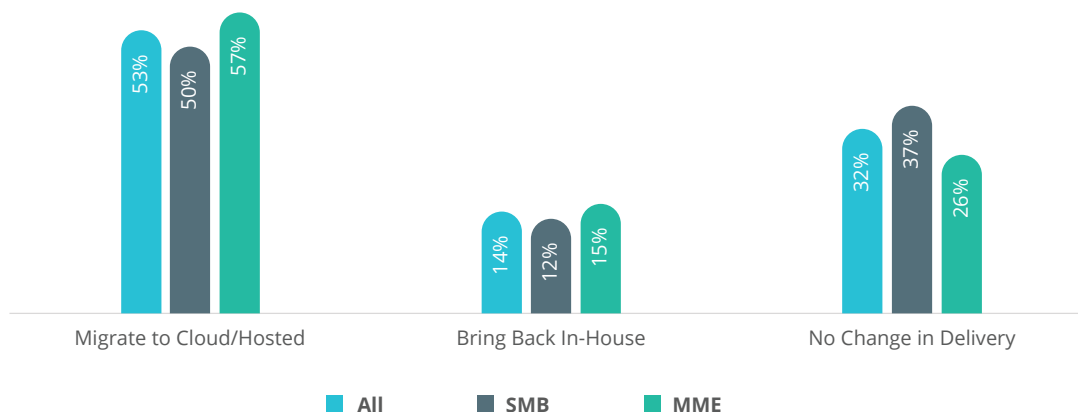 53%
50%
57%
14%
12%
15%
32%
37%
26%
Migrate to Cloud/Hosted
Bring Back In-House
No Change in Delivery
All
SMB
MME